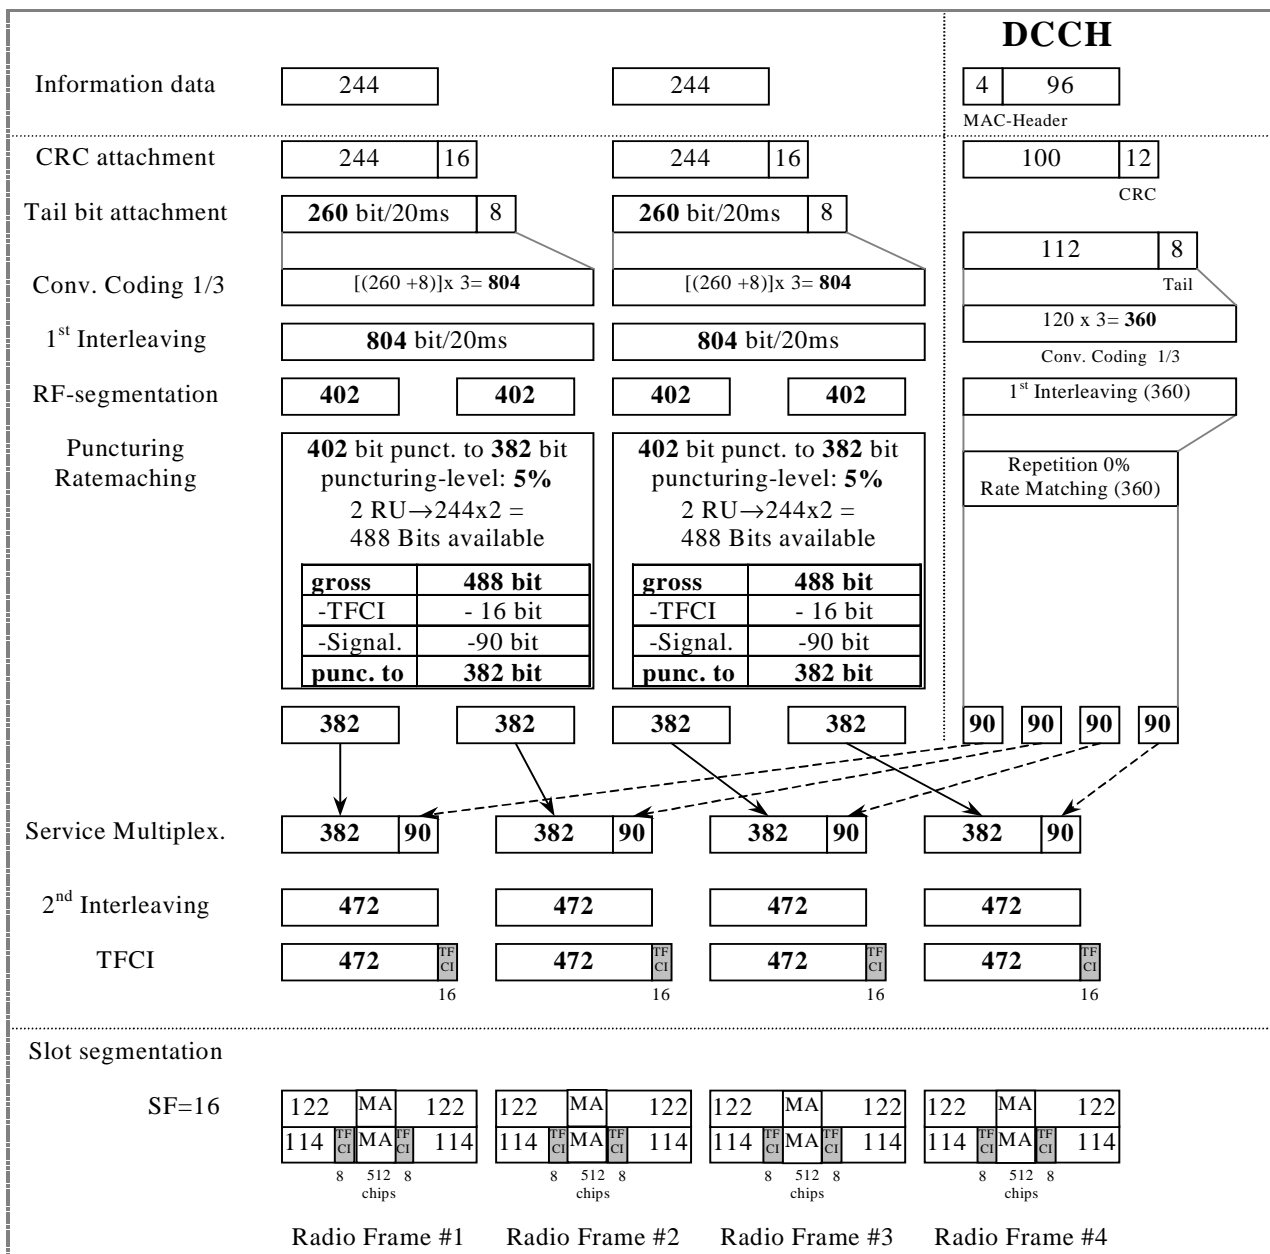 DCCH
Information data 244 244 4 96
MAC-Header
CRC attachment 244 16 244 16 100 12
CRC
Tail bit attachment 260 bit/20ms 8 260 bit/20ms 8
112 8
Tail
Conv. Coding 1/3 [(260 +8)]x 3= 804 [(260 +8)]x 3= 804
120 x 3= 360
Conv. Coding 1/3
1st Interleaving 804 bit/20ms 804 bit/20ms
RF-segmentation 402 402 402 402 1st Interleaving (360)
Puncturing
Ratemaching
402 bit punct. to 382 bit
puncturing-level: 5%
2 RU→244x2 =
488 Bits available
gross 488 bit
-TFCI - 16 bit
-Signal. -90 bit
punc. to 382 bit
402 bit punct. to 382 bit
puncturing-level: 5%
2 RU→244x2 =
488 Bits available
gross 488 bit
-TFCI - 16 bit
-Signal. -90 bit
punc. to 382 bit
Repetition 0%
Rate Matching (360)
382 382 382 382 90 90 90 90
Service Multiplex. 382 90 382 90 382 90 382 90
2nd Interleaving 472 472 472 472
TFCI 472 TF CI 472 TF CI 472 TF CI 472 TF CI
16 16 16 16
Slot segmentation
SF=16 122 MA 122 122 MA 122 122 MA 122 122 MA 122
114 TF CI MA TF CI 114 114 TF CI MA TF CI 114 114 TF CI MA TF CI 114 114 TF CI MA TF CI 114
8 512 8 8 512 8 8 512 8 8 512 8
chips chips chips chips
Radio Frame #1 Radio Frame #2 Radio Frame #3 Radio Frame #4